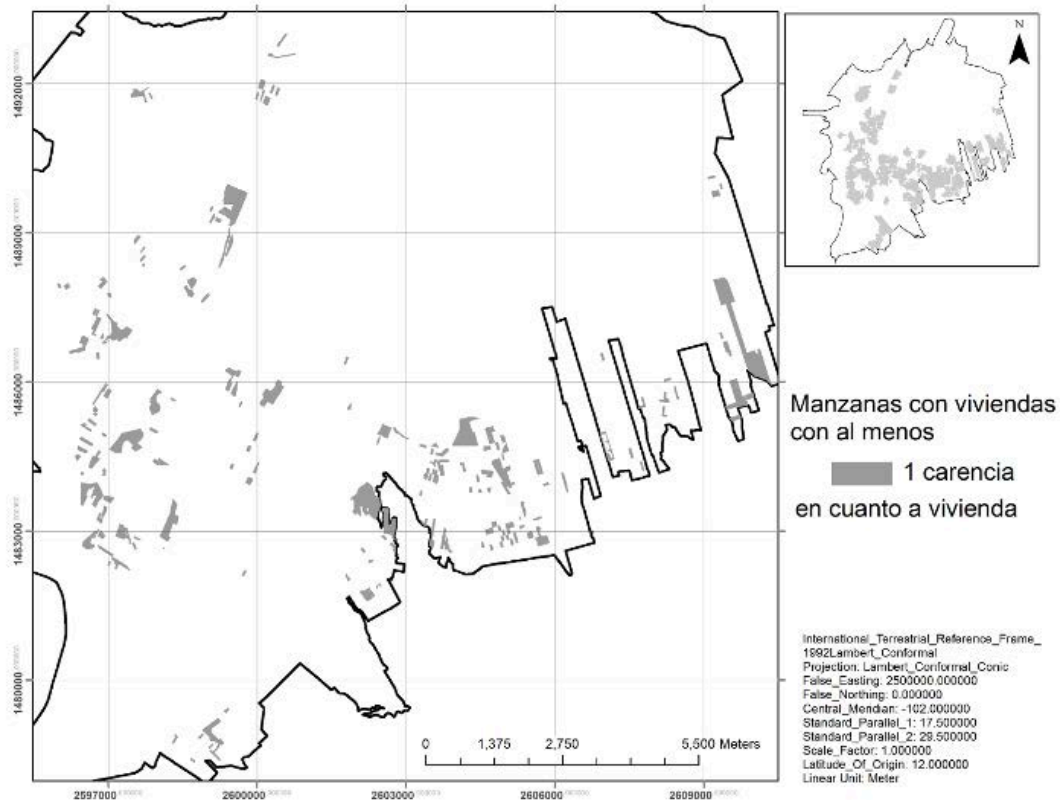 1492000
1489000
1486000
1483000
1480000
2597000
2600000
2603000
2606000
2609000
0 1,375 2,750 5,500 Meters
N
Manzanas con viviendas
con al menos
1 carencia
en cuanto a vivienda
International_Terreatrial_Reference_Frame_
1992Lambert_Conformal
Projection: Lambert_Conformal_Conic
False_Easting: 2500000.000000
False_Northing: 0.000000
Central_Meridian: -102.000000
Standard_Parallel_1: 17.500000
Standard_Parallel_2: 29.500000
Scale_Factor: 1.000000
Latitude_Of_Origin: 12.000000
Linear Unit: Meter